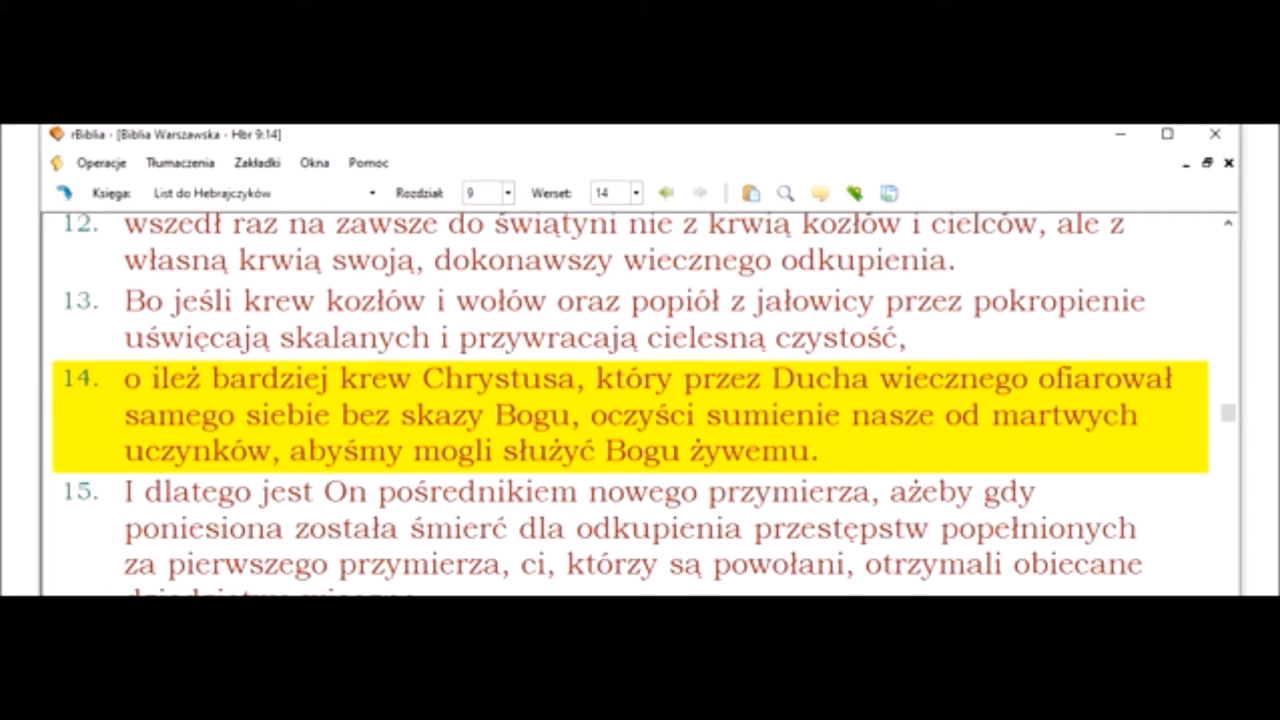 rBiblia - [Biblia Warszawska - Hbr 9:14]
Operacje Tłumaczenia Zakładki Okna Pomoc
Księga: List do Hebrajczyków Rozdział: 9 Werset: 14
12. wszedł raz na zawsze do świątyni nie z krwią kozłów i cielców, ale z
własną krwią swoją, dokonawszy wiecznego odkupienia.
13. Bo jeśli krew kozłów i wołów oraz popiół z jałowicy przez pokropienie
uświęcają skalanych i przywracają cielesną czystość,
14. o ileż bardziej krew Chrystusa, który przez Ducha wiecznego ofiarował
samego siebie bez skazy Bogu, oczyści sumienie nasze od martwych
uczynków, abyśmy mogli służyć Bogu żywemu.
15. I dlatego jest On pośrednikiem nowego przymierza, ażeby gdy
poniesiona została śmierć dla odkupienia przestępstw popełnionych
za pierwszego przymierza, ci, którzy są powołani, otrzymali obiecane